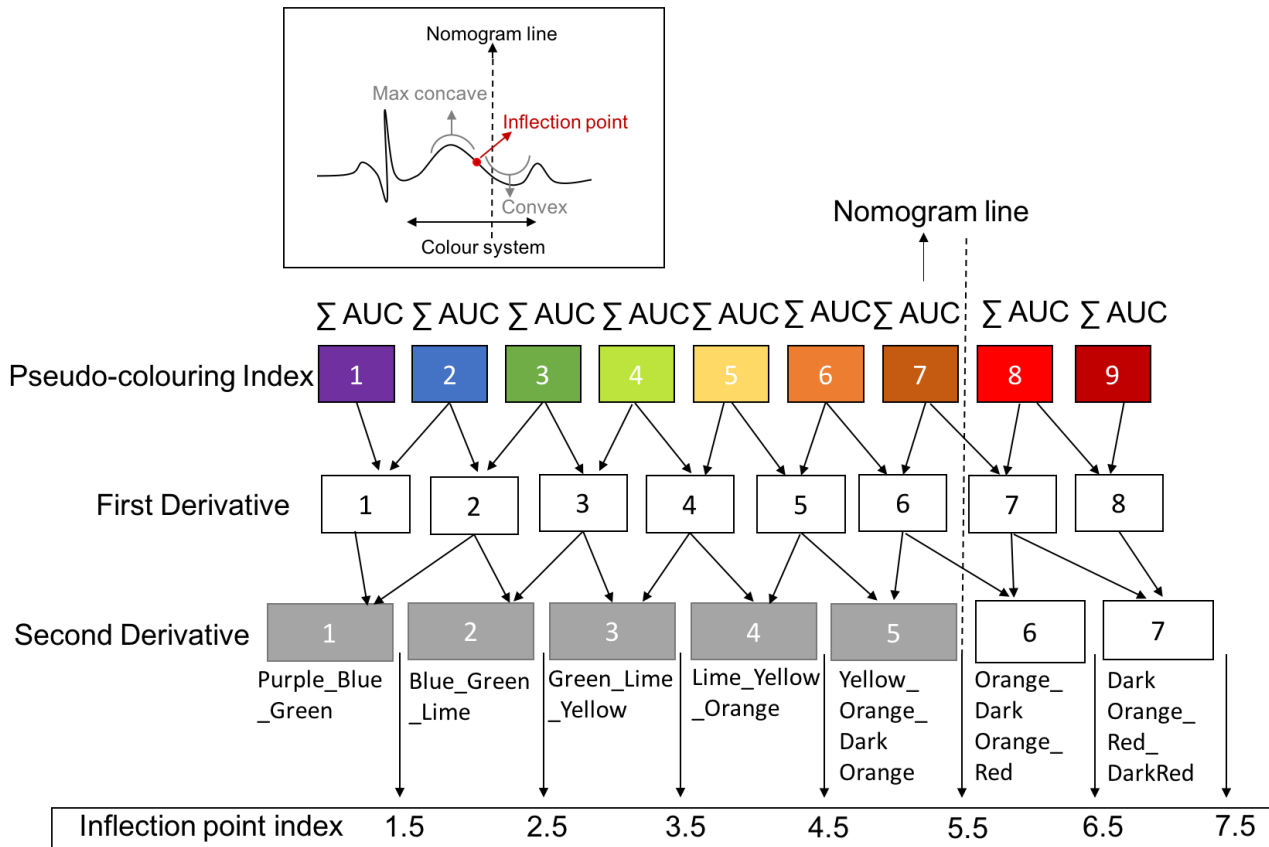 Nomogram line
Max concave
Inflection point
Convex
Colour system
Nomogram line
∑ AUC ∑ AUC ∑ AUC ∑ AUC ∑ AUC ∑ AUC ∑ AUC ∑ AUC ∑ AUC
Pseudo-colouring Index 1 2 3 4 5 6 7 8 9
First Derivative 1 2 3 4 5 6 7 8
Second Derivative 1 2 3 4 5 6 7
Purple_Blue
_Green
Blue_Green
_Lime
Green_Lime
_Yellow
Lime_Yellow
_Orange
Yellow_
Orange_
Dark
Orange
Orange_
Dark
Orange_
Red
Dark
Orange_
Red_
DarkRed
Inflection point index 1.5 2.5 3.5 4.5 5.5 6.5 7.5